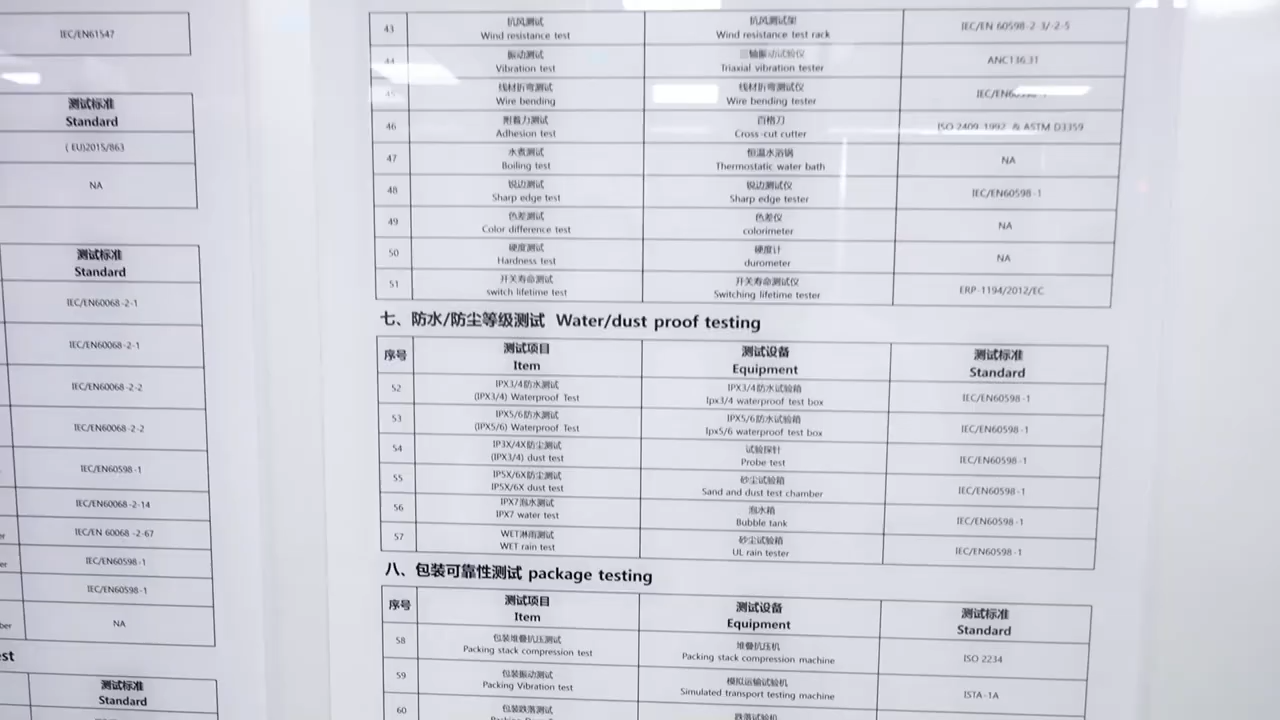 IEC/EN61547
测试标准
Standard
( EU)2015/863
NA
测试标准
Standard
IEC/EN60068-2-1
IEC/EN60068-2-1
IEC/EN60068-2-2
IEC/EN60068-2-2
IEC/EN60598-1
IEC/EN60068-2-14
IEC/EN 60068-2-67
IEC/EN60598-1
IEC/EN60598-1
NA
测试标准
Standard
43
抗风测试
Wind resistance test
抗风测试架
Wind resistance test rack
IEC/EN 60598-2-3/-2-5
44
振动测试
Vibration test
三轴振动试验仪
Triaxial vibration tester
ANC136.31
线材折弯测试
Wire bending
线材折弯测试仪
Wire bending tester
46
附着力测试
Adhesion test
百格刀
Cross-cut cutter
ISO 2409-1992 & ASTM D3359
47
水煮测试
Boiling test
恒温水浴锅
Thermostatic water bath
NA
48
锐边测试
Sharp edge test
锐边测试仪
Sharp edge tester
IEC/EN60598-1
49
色差测试
Color difference test
色差仪
colorimeter
NA
50
硬度测试
Hardness test
硬度计
durometer
NA
51
开关寿命测试
switch lifetime test
开关寿命测试仪
Switching lifetime tester
ERP-1194/2012/EC
七、防水/防尘等级测试 Water/dust proof testing
序号
测试项目
Item
测试设备
Equipment
测试标准
Standard
52
IPX3/4防水测试
(IPX3/4) Waterproof Test
IPX3/4防水试验箱
Ipx3/4 waterproof test box
IEC/EN60598-1
53
IPX5/6防水测试
(IPX5/6) Waterproof Test
IPX5/6防水试验箱
Ipx5/6 waterproof test box
IEC/EN60598-1
54
IP3X/4X防尘测试
(IPX3/4) dust test
试验探针
Probe test
IEC/EN60598-1
55
IP5X/6X防尘测试
IP5X/6X dust test
砂尘试验箱
Sand and dust test chamber
IEC/EN60598-1
56
IPX7泡水测试
IPX7 water test
泡水箱
Bubble tank
IEC/EN60598-1
57
WET淋雨测试
WET rain test
砂尘试验箱
UL rain tester
IEC/EN60598-1
八、包装可靠性测试 package testing
序号
测试项目
Item
测试设备
Equipment
测试标准
Standard
58
包装堆叠抗压测试
Packing stack compression test
堆叠抗压机
Packing stack compression machine
ISO 2234
59
包装振动测试
Packing Vibration test
模拟运输试验机
Simulated transport testing machine
ISTA-1A
60
包装跌落测试
跌落试验机